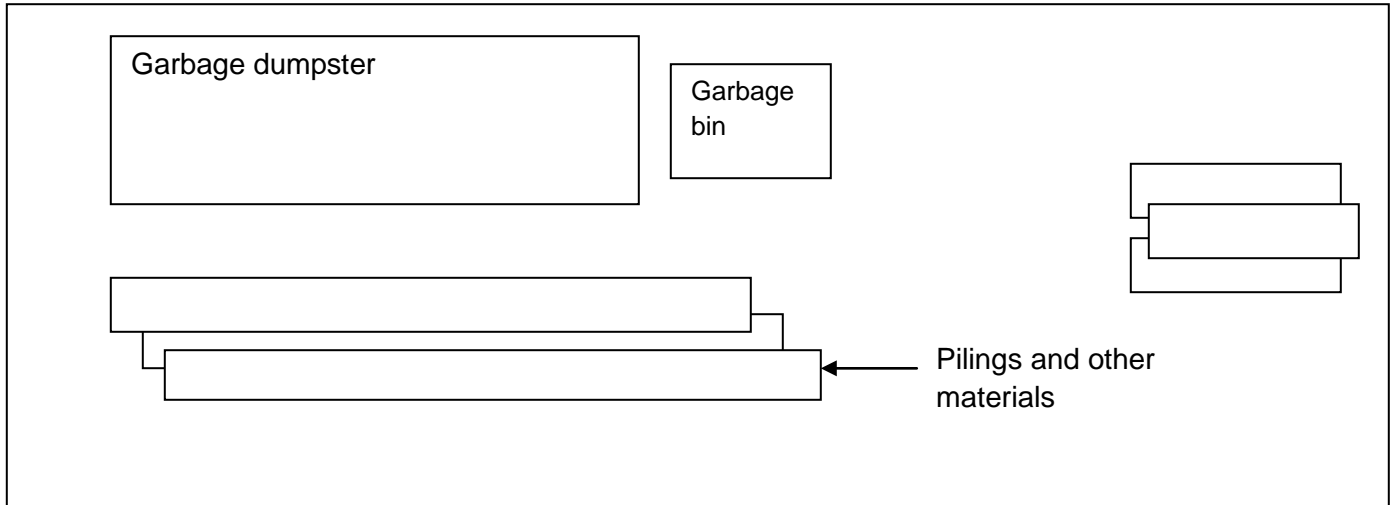 Garbage dumpster
Garbage
bin
Pilings and other
materials